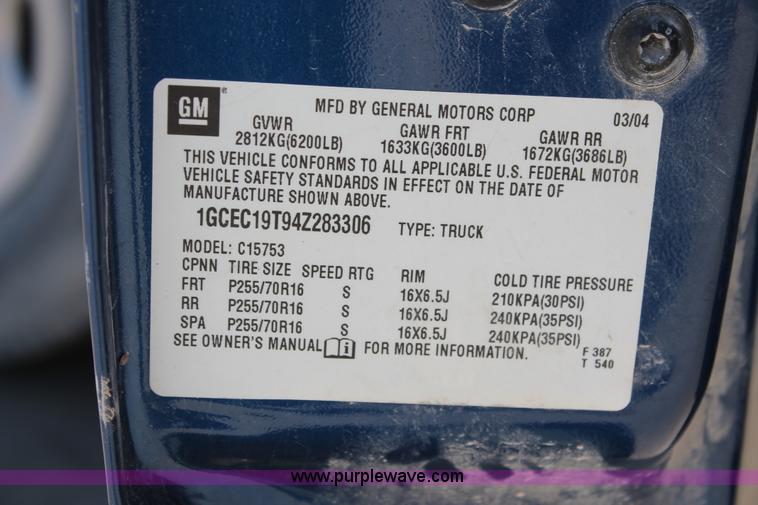 GM
MFD BY GENERAL MOTORS CORP 03/04
GVWR GAWR FRT GAWR RR
2812KG(6200LB) 1633KG(3600LB) 1672KG(3686LB)
THIS VEHICLE CONFORMS TO ALL APPLICABLE U.S. FEDERAL MOTOR
VEHICLE SAFETY STANDARDS IN EFFECT ON THE DATE OF
MANUFACTURE SHOWN ABOVE.
1GCEC19T94Z283306 TYPE: TRUCK
MODEL: C15753
CPNN TIRE SIZE SPEED RTG RIM COLD TIRE PRESSURE
FRT P255/70R16 S 16X6.5J 210KPA(30PSI)
RR P255/70R16 S 16X6.5J 240KPA(35PSI)
SPA P255/70R16 S 16X6.5J 240KPA(35PSI)
SEE OWNER'S MANUAL i FOR MORE INFORMATION. F 387
T 540
www.purplewave.com